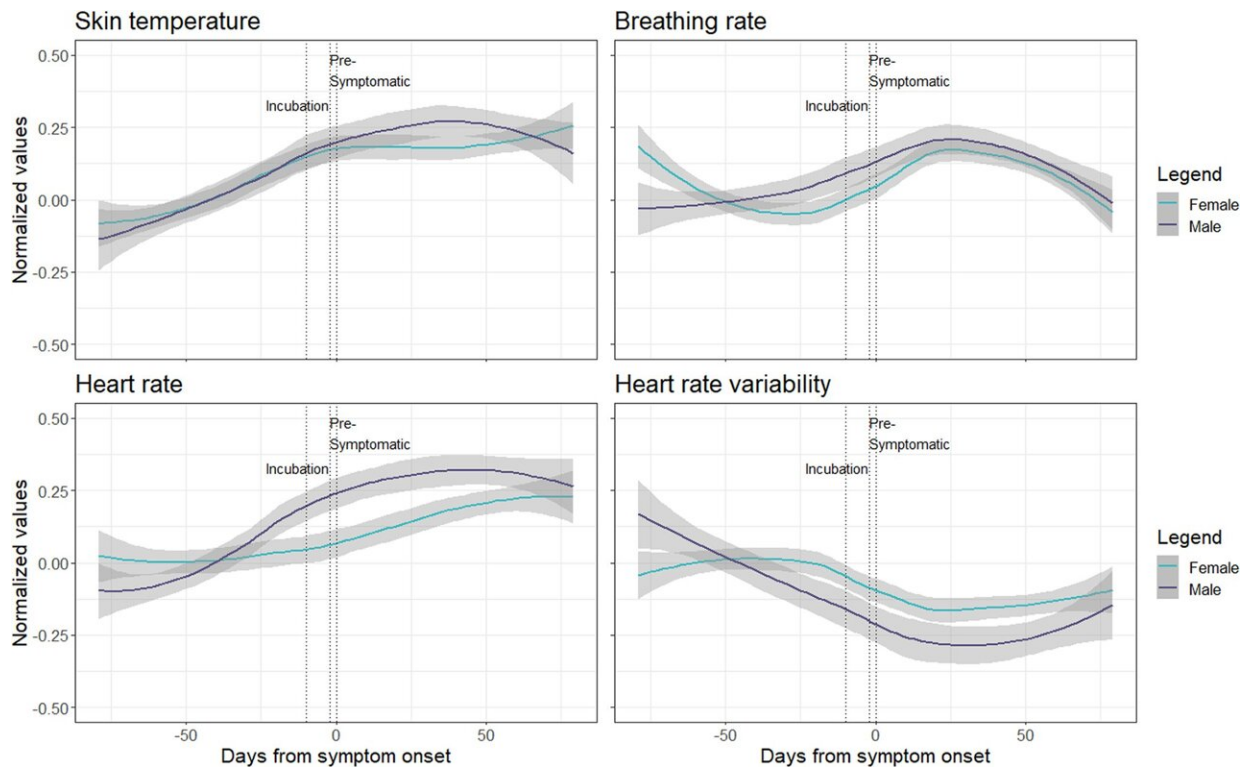 Skin temperature
Breathing rate
0.50
0.25
0.00
-0.25
-0.50
Normalized values
Pre-
Symptomatic
Incubation
Pre-
Symptomatic
Incubation
Legend
Female
Male
Heart rate
Heart rate variability
0.50
0.25
0.00
-0.25
-0.50
Normalized values
Pre-
Symptomatic
Incubation
Pre-
Symptomatic
Incubation
Legend
Female
Male
-50
0
50
-50
0
50
Days from symptom onset
Days from symptom onset